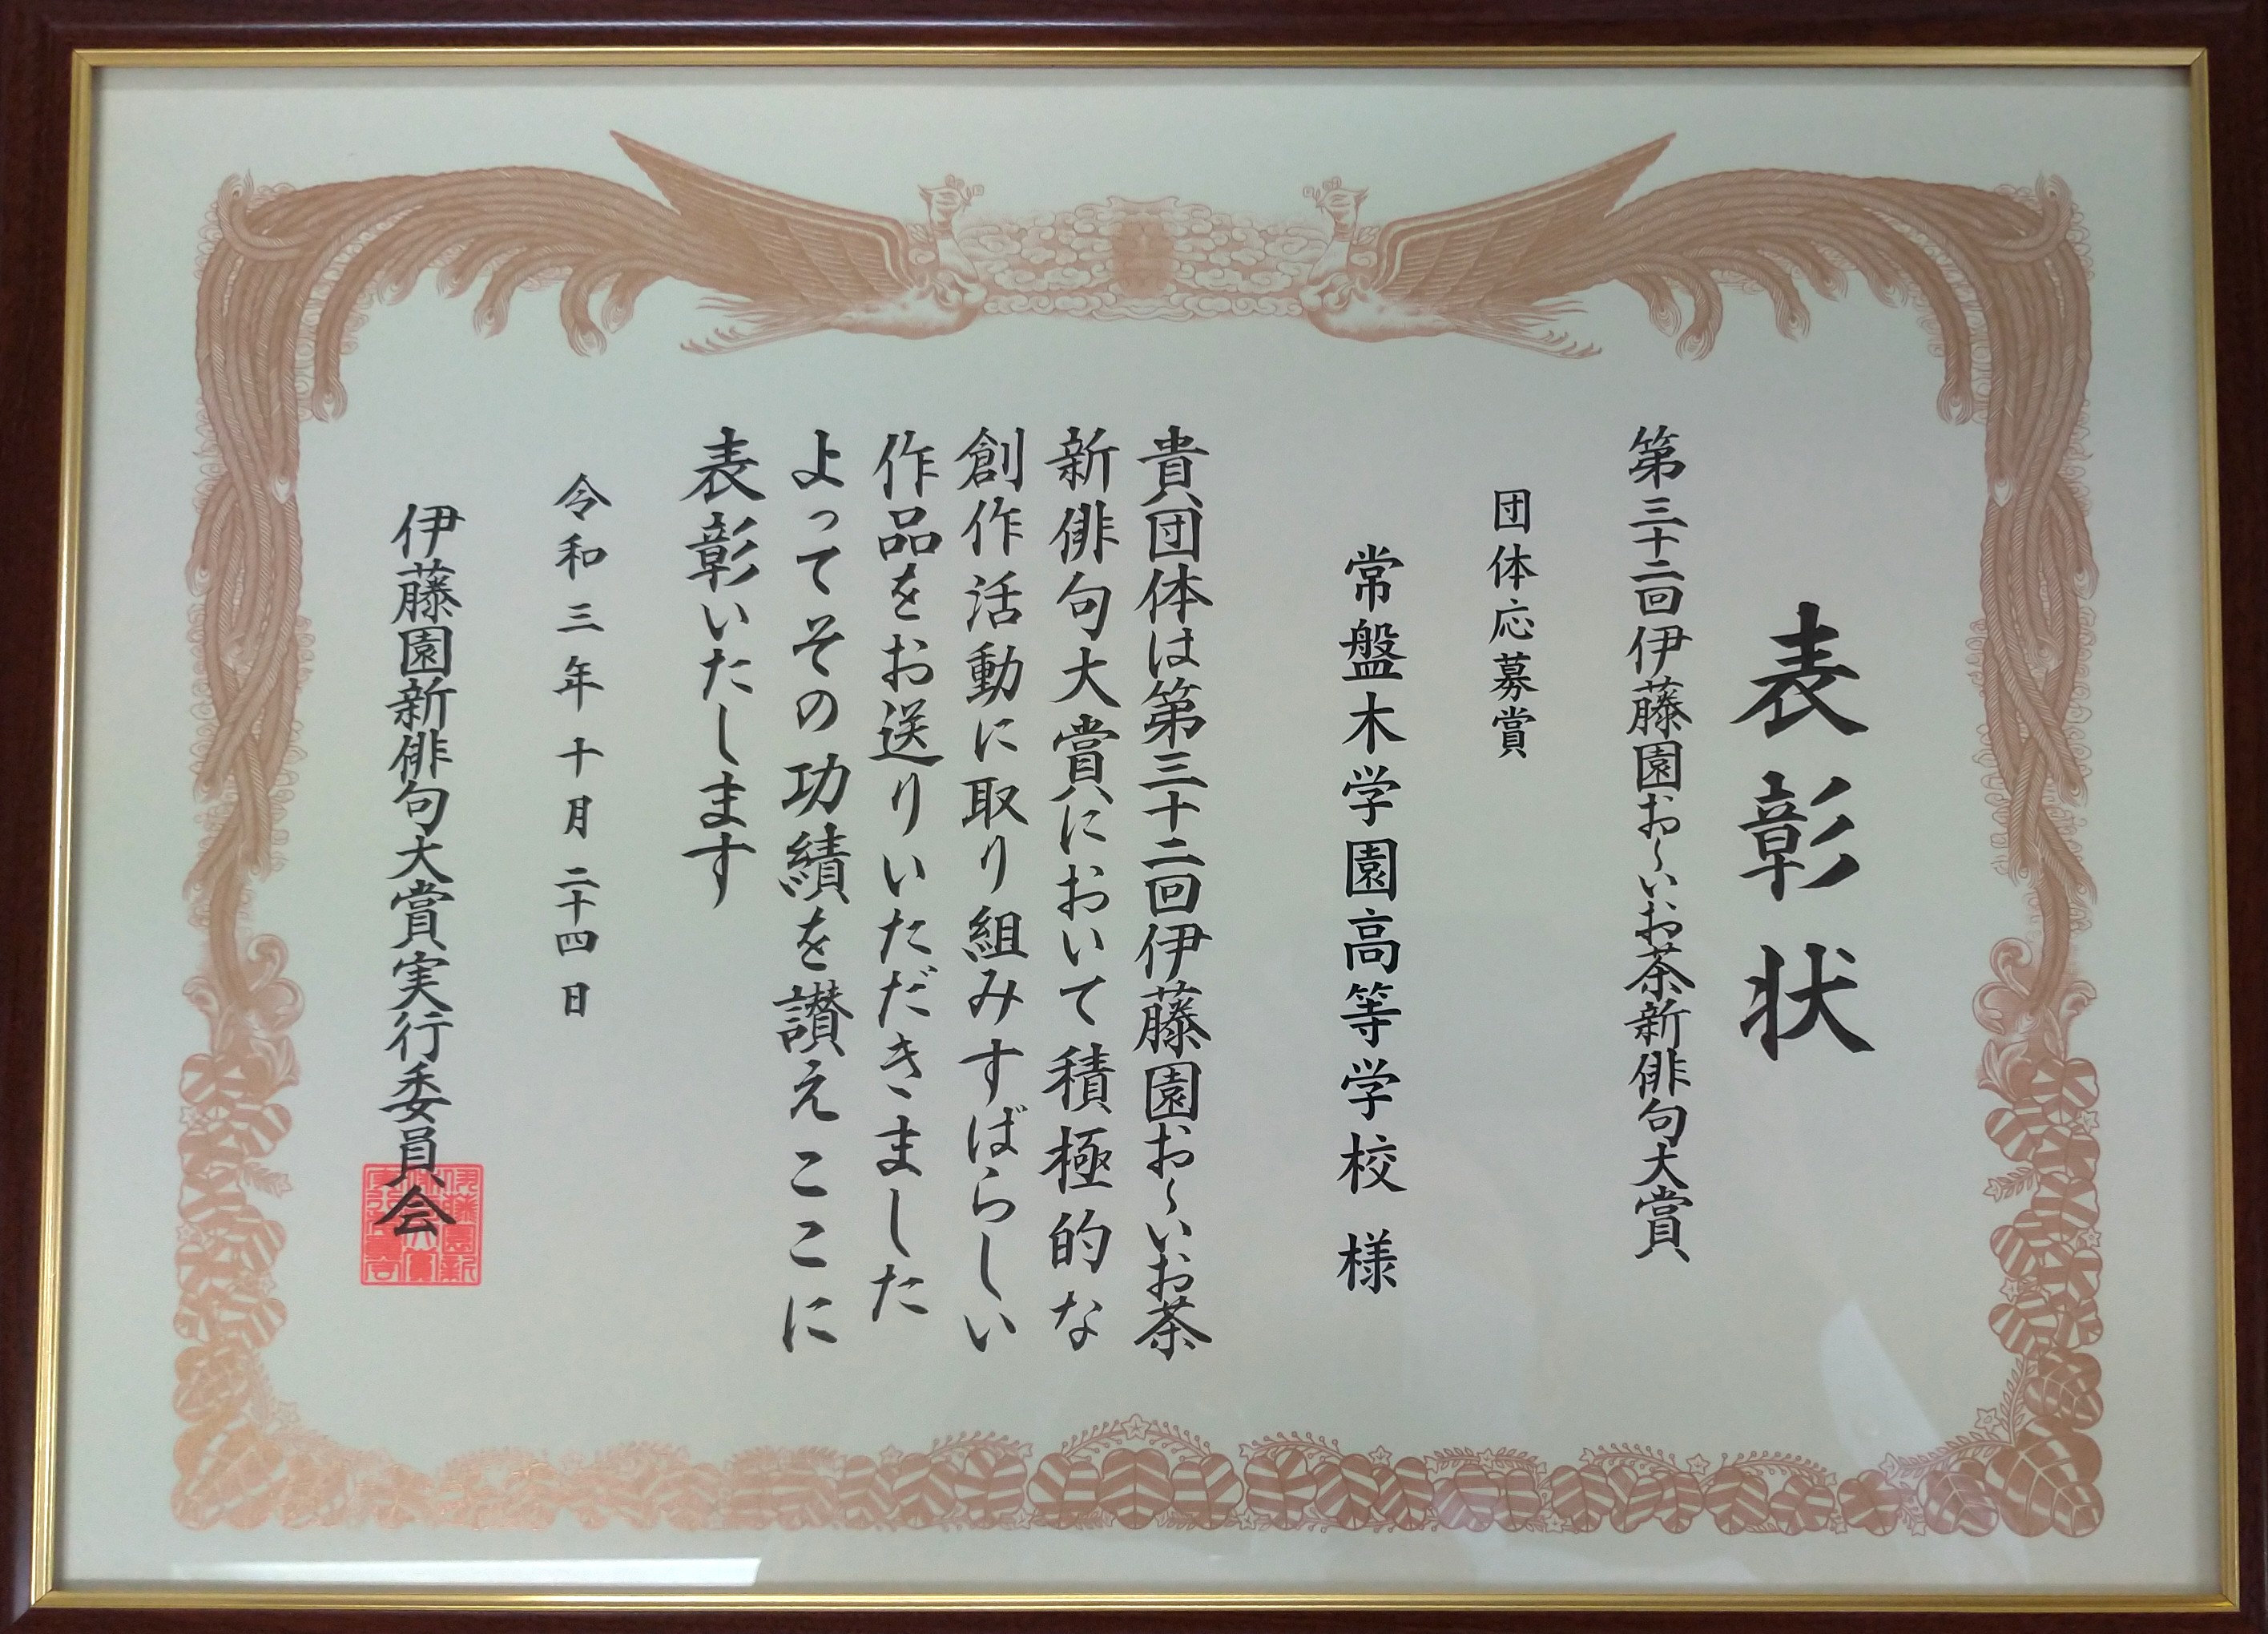 表彰状
第三十二回伊藤園お～いお茶新俳句大賞
団体応募賞
常盤木学園高等学校 様
貴団体は第三十二回伊藤園お～いお茶
新俳句大賞において積極的な
創作活動に取り組みすばらしい
作品をお送りいただきました
よってその功績を讃えここに
表彰いたします
令和三年十月二十四日
伊藤園新俳句大賞実行委員会